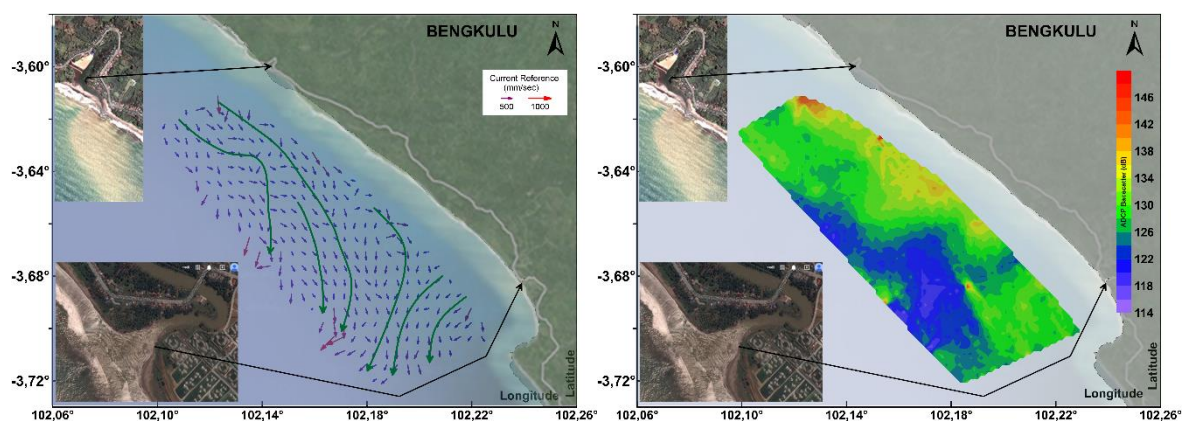 BENGKULU
N
-3,60°
Current Reference
(mm/sec)
500 1000
-3,64°
-3,68°
-3,72°
Longitude
Latitude
102,06 102,10 102,14 102,18 102,22 102,26°
BENGKULU
N
-3,60°
146
142
138
134
130
126
122
118
114
ADCP Bacscatter (dB)
-3,64°
-3,68°
-3,72°
Longitude
Latitude
102,06° 102,10° 102,14° 102,18° 102,22° 102,26°